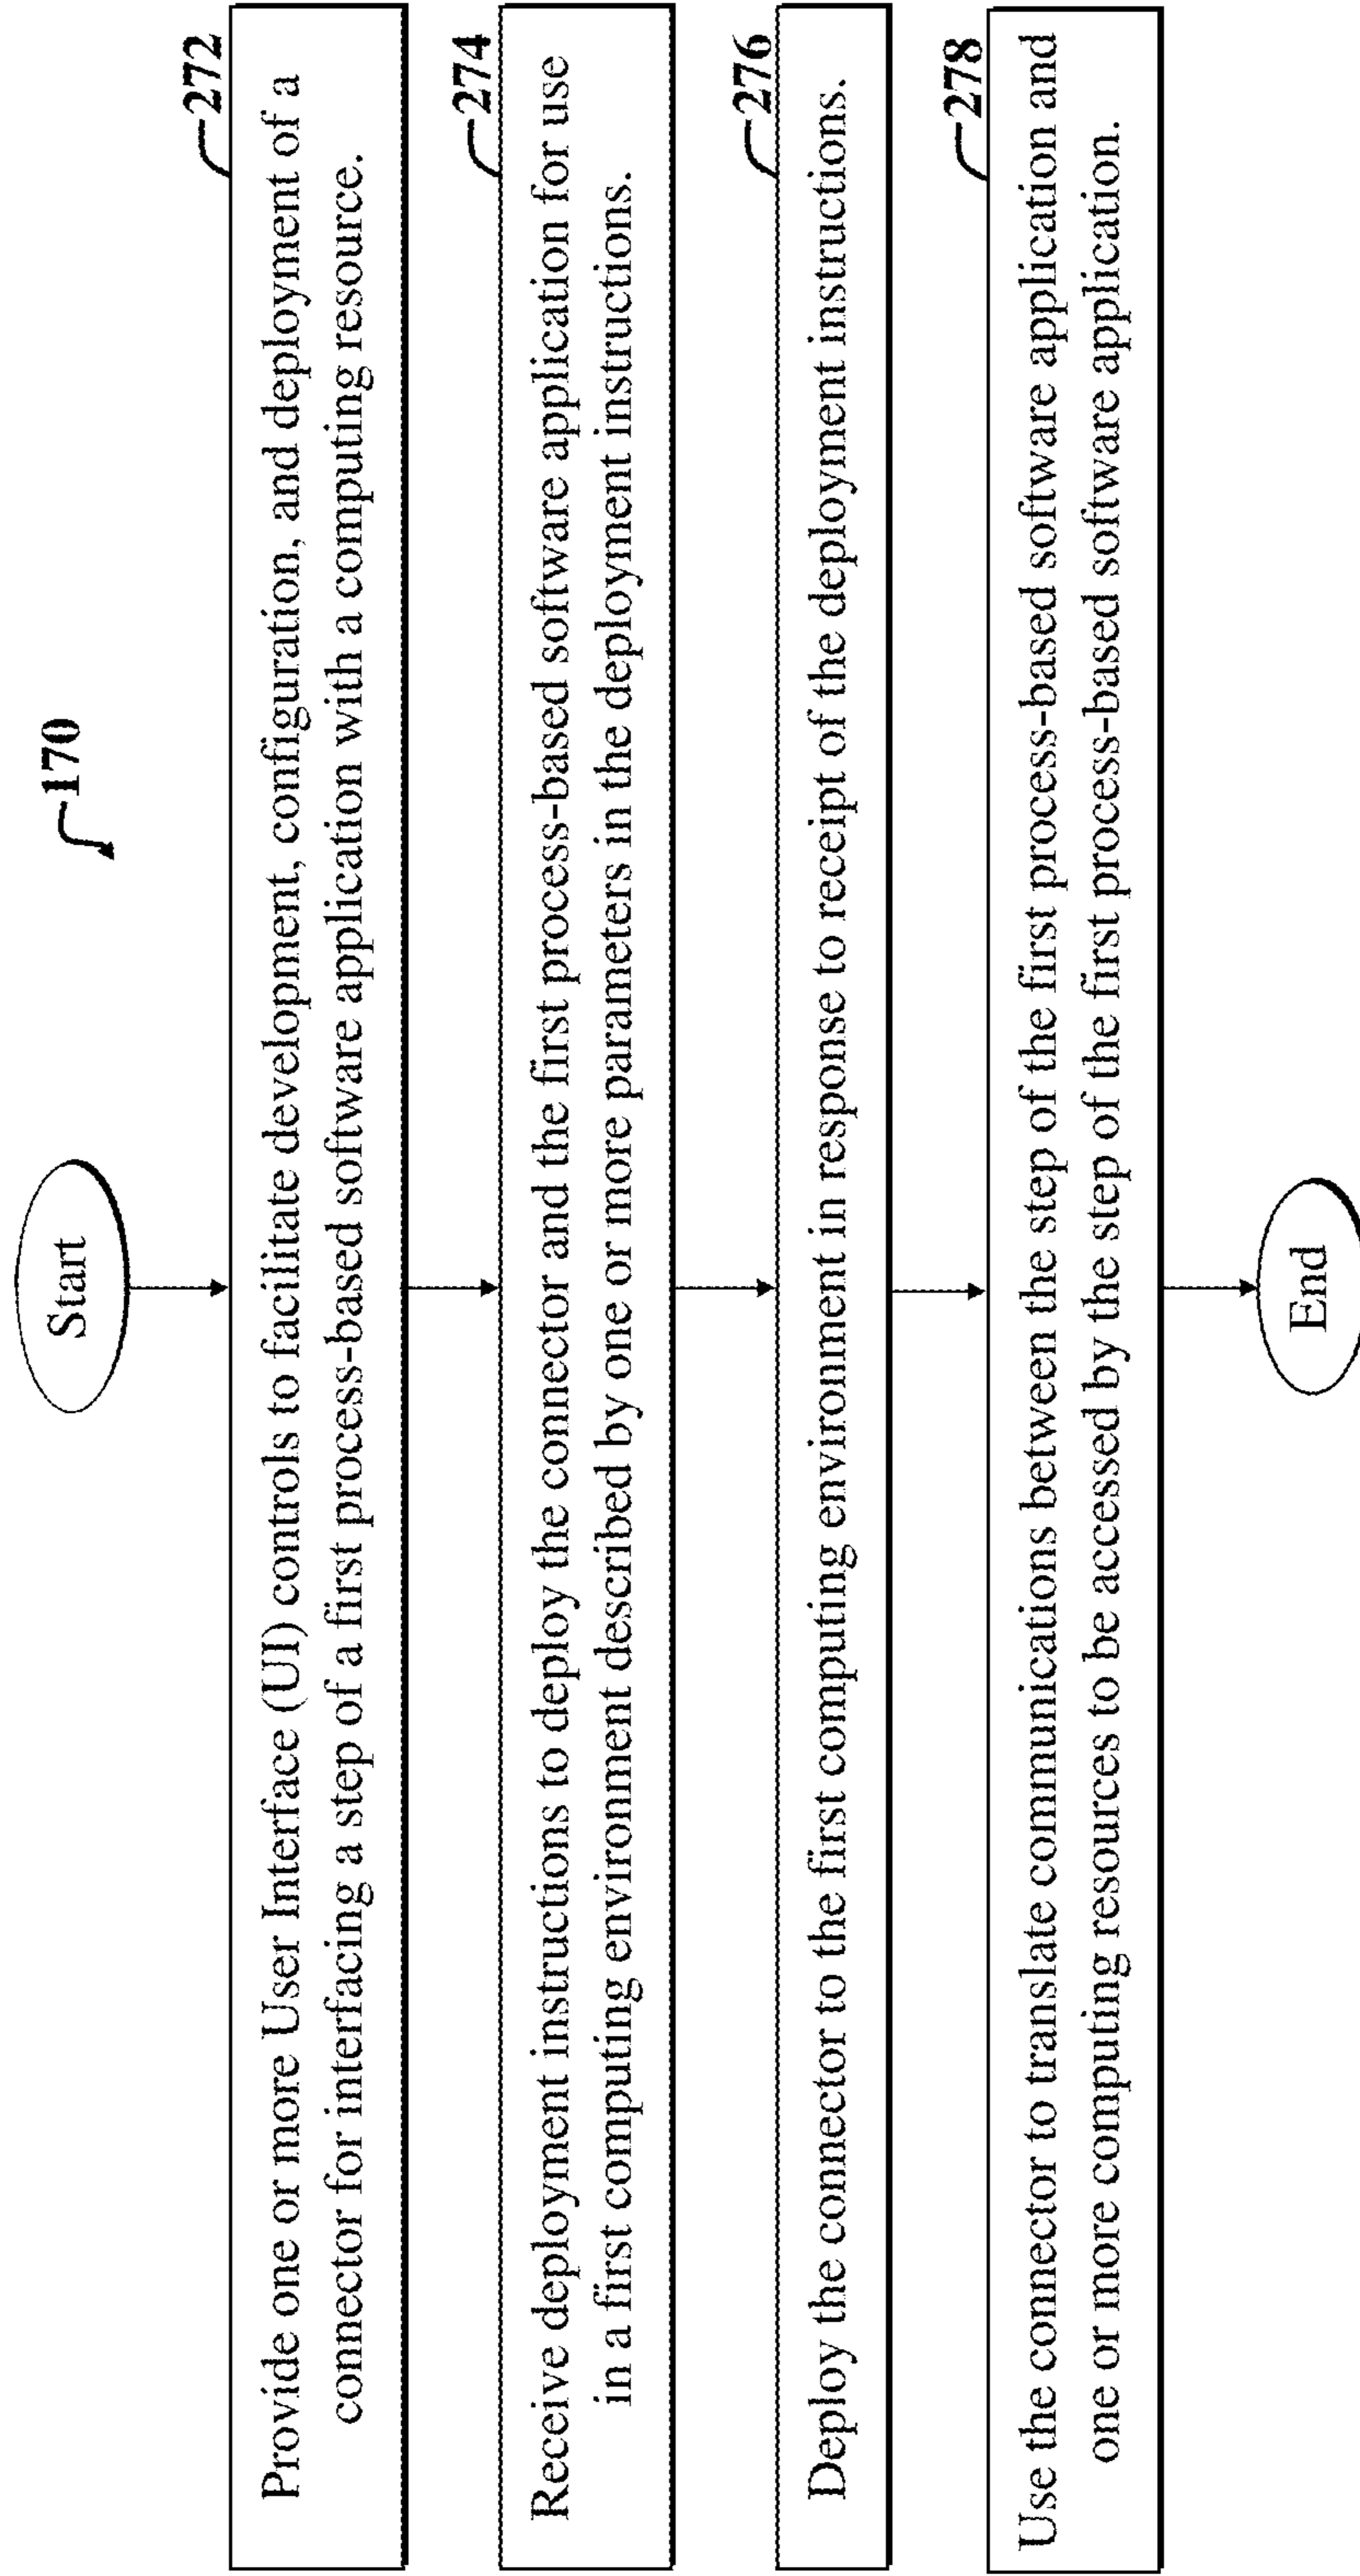 170
Start
272
Provide one or more User Interface (UI) controls to facilitate development, configuration, and deployment of a
connector for interfacing a step of a first process-based software application with a computing resource.
274
Receive deployment instructions to deploy the connector and the first process-based software application for use
in a first computing environment described by one or more parameters in the deployment instructions.
276
Deploy the connector to the first computing environment in response to receipt of the deployment instructions.
278
Use the connector to translate communications between the step of the first process-based software application and
one or more computing resources to be accessed by the step of the first process-based software application.
End